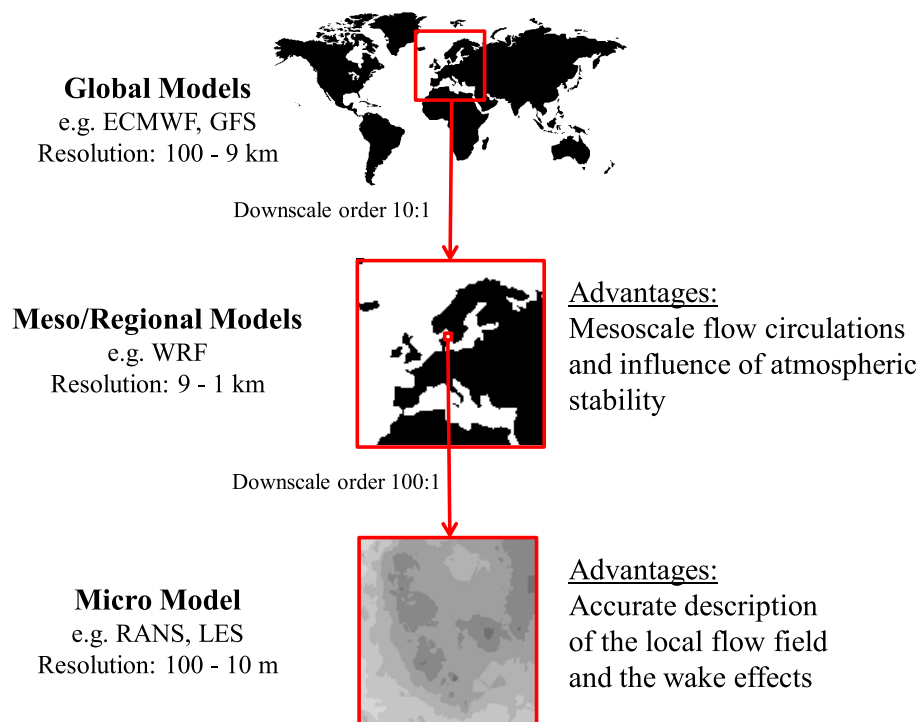 Global Models
e.g. ECMWF, GFS
Resolution: 100 - 9 km
Downscale order 10:1
Meso/Regional Models
e.g. WRF
Resolution: 9 - 1 km
Advantages:
Mesoscale flow circulations
and influence of atmospheric
stability
Downscale order 100:1
Micro Model
e.g. RANS, LES
Resolution: 100 - 10 m
Advantages:
Accurate description
of the local flow field
and the wake effects